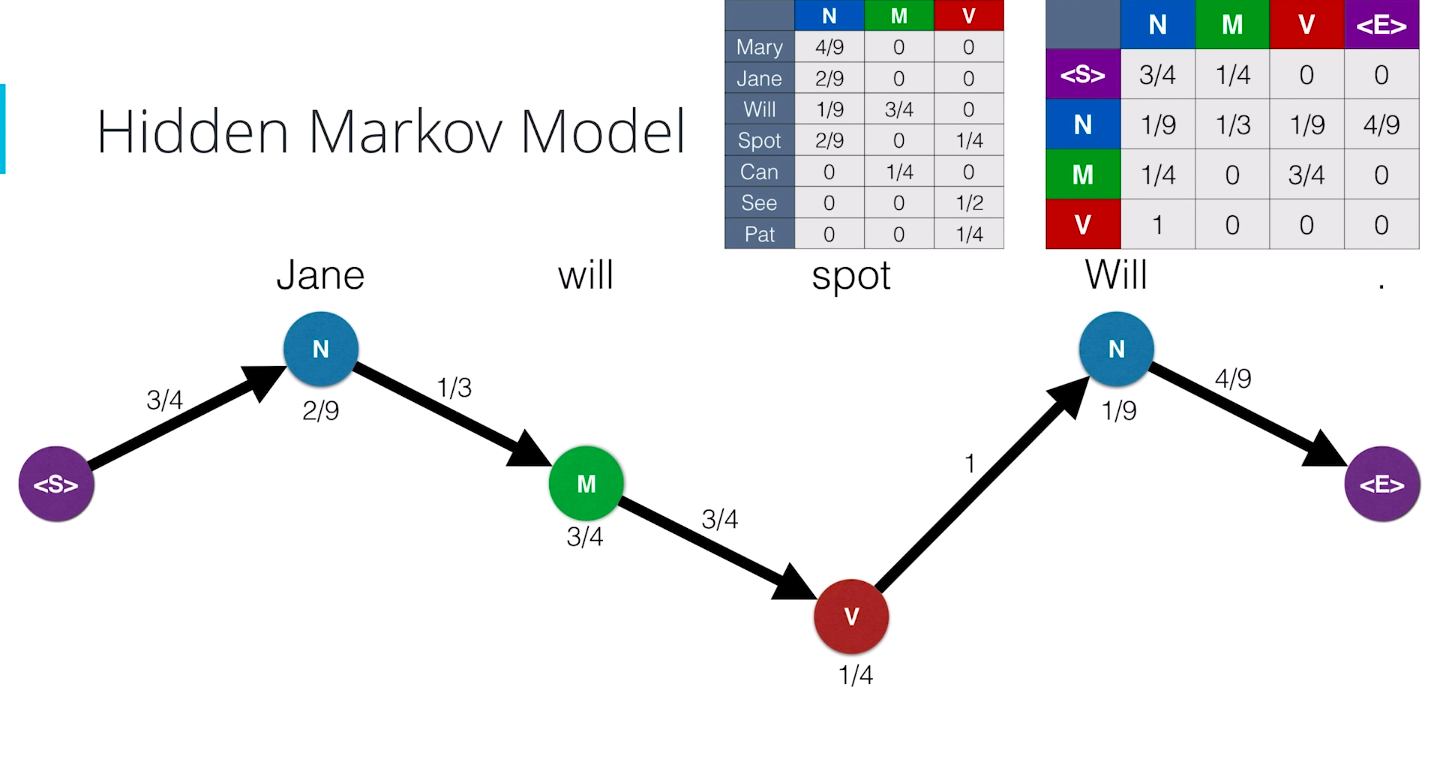 Hidden Markov Model
N M V
Mary 4/9 0 0
Jane 2/9 0 0
Will 1/9 3/4 0
Spot 2/9 0 1/4
Can 0 1/4 0
See 0 0 1/2
Pat 0 0 1/4
N M V <E>
<S> 3/4 1/4 0 0
N 1/9 1/3 1/9 4/9
M 1/4 0 3/4 0
V 1 0 0 0
Jane will spot Will .
N N
3/4 1/3 4/9
2/9 1/9
1
<S> M <E>
3/4 3/4
V
1/4